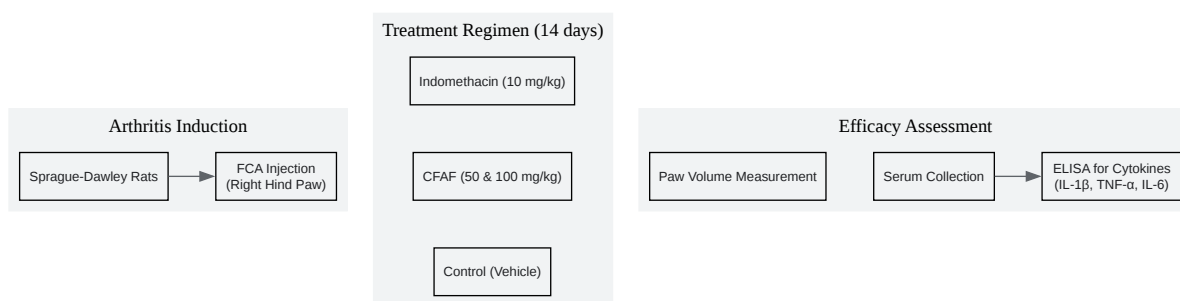 Arthritis Induction
Sprague-Dawley Rats
FCA Injection
(Right Hind Paw)
Treatment Regimen (14 days)
Indomethacin (10 mg/kg)
CFAF (50 & 100 mg/kg)
Control (Vehicle)
Efficacy Assessment
Paw Volume Measurement
Serum Collection
ELISA for Cytokines
(IL-1β, TNF-α, IL-6)